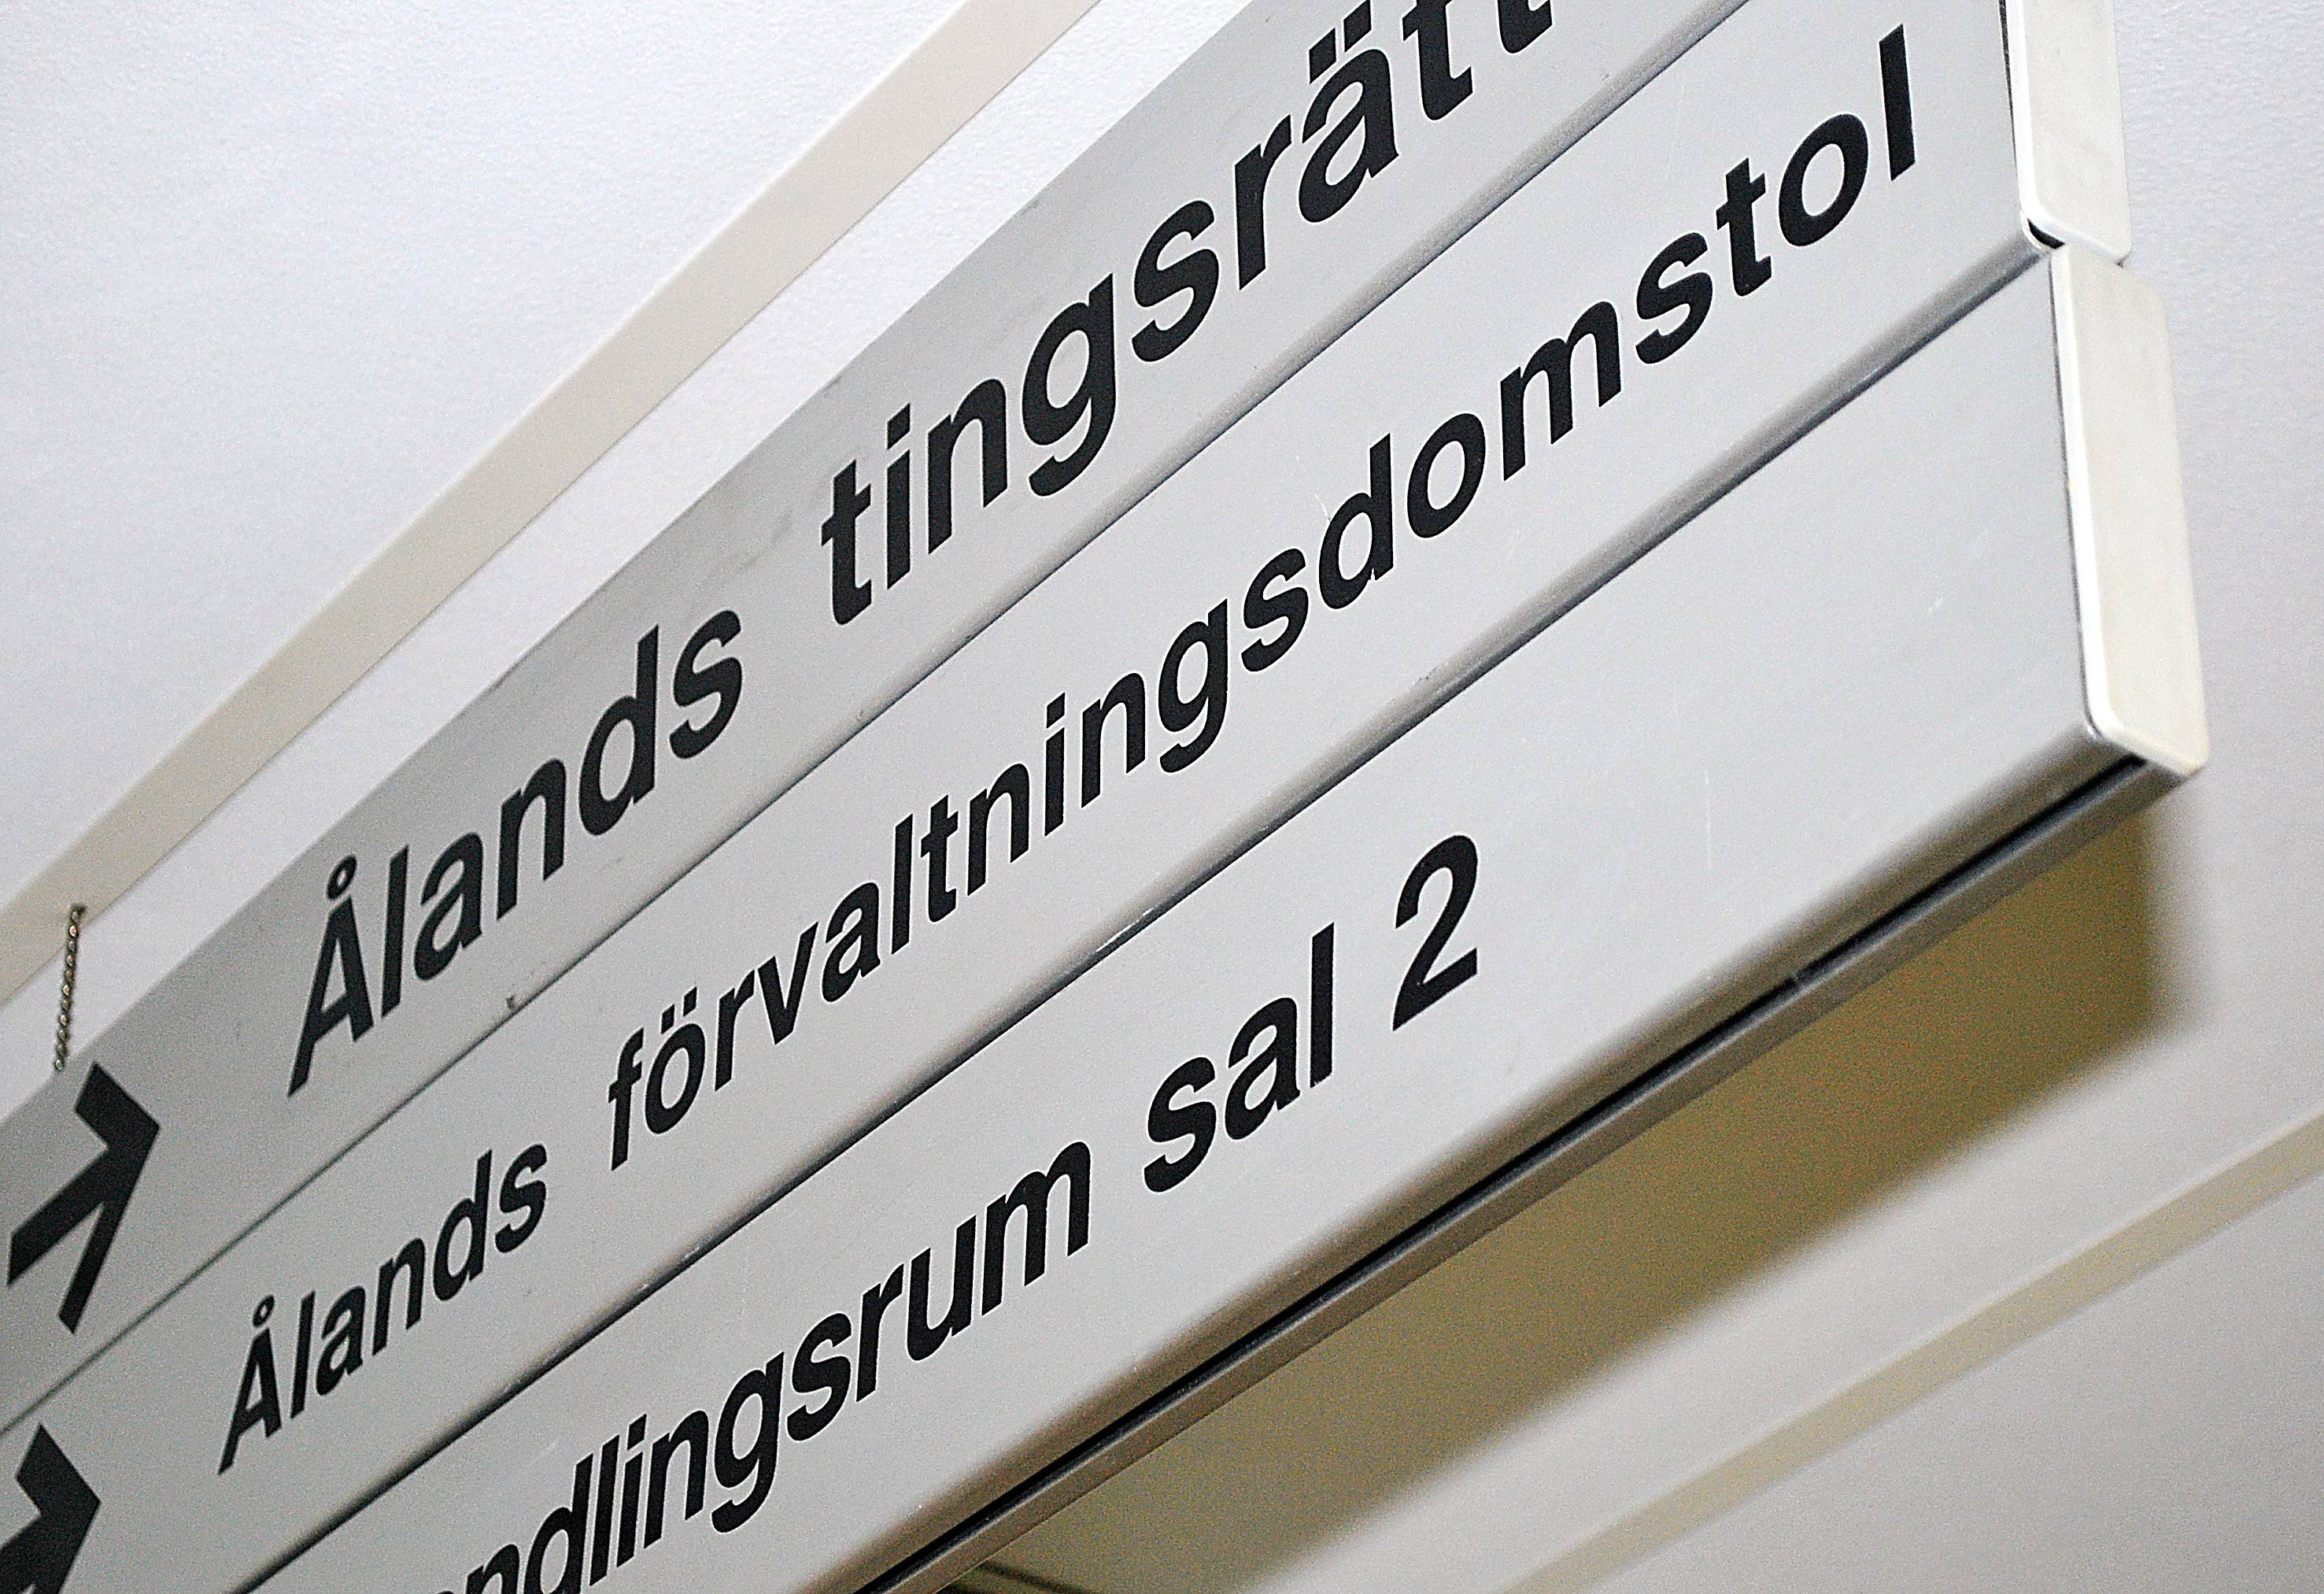 Ålands tingsrätt
Ålands förvaltningsdomstol
ndlingsrum sal 2